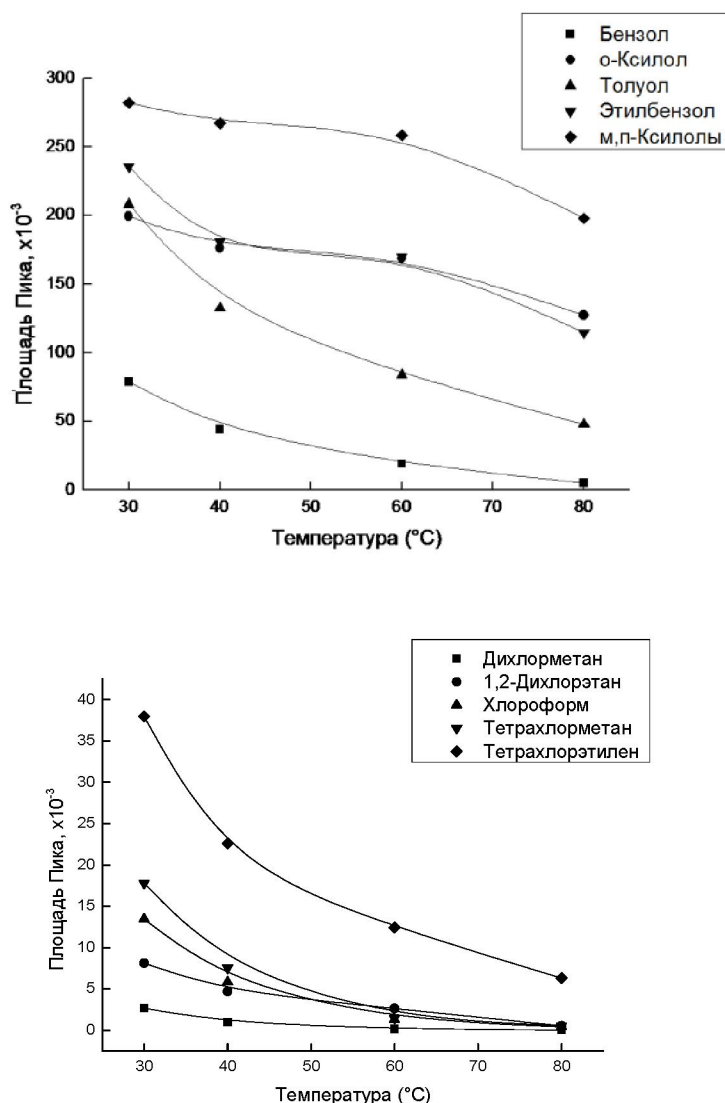 Бензол
о-Ксилол
Толуол
Этилбензол
м,п-Ксилолы
Площадь Пика, x10-3
300
250
200
150
100
50
0
30 40 50 60 70 80
Температура (°C)
Дихлорметан
1,2-Дихлорэтан
Хлороформ
Тетрахлорметан
Тетрахлорэтилен
Площадь Пика, x10-3
40
35
30
25
20
15
10
5
0
30 40 50 60 70 80
Температура (°C)